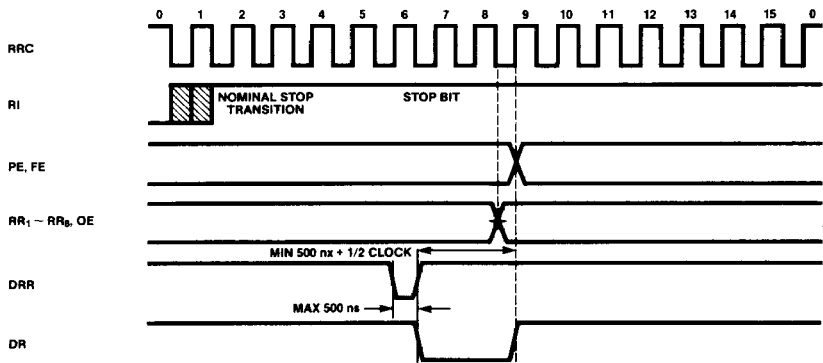 0 1 2 3 4 5 6 7 8 9 10 11 12 13 14 15 0
RRC
RI
NOMINAL STOP
TRANSITION
STOP BIT
PE, FE
RR₁ ~ RR₈, OE
MIN 500 nx + 1/2 CLOCK
DRR
MAX 500 ns
DR